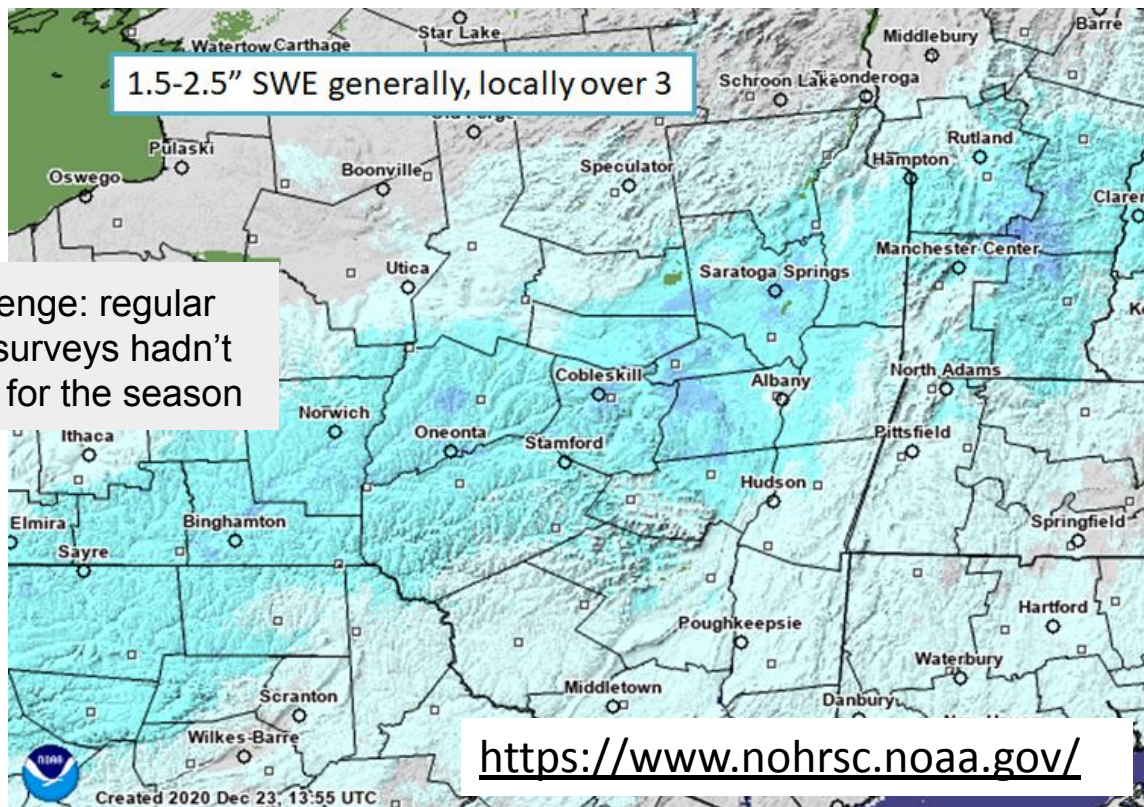 Star Lake
Barre
Carthage
Middlebury
1.5-2.5” SWE generally, locally over 3
Schroon Lake
Pulaski
Rutland
Boonville
Speculator
Hampton
Oswego
Utica
Saratoga Springs
Manchester Center
enge: regular
surveys hadn’t
for the season
Cobleskill
Albany
North Adams
Norwich
Ithaca
Oneonta
Stamford
Pittsfield
Hudson
Elmira
Binghamton
Springfield
Sayre
Hartford
Poughkeepsie
Waterbury
Scranton
Middletown
Danbury
Wilkes-Barre
https://www.nohrsc.noaa.gov/
NOAA
Created 2020 Dec 23, 13:55 UTC